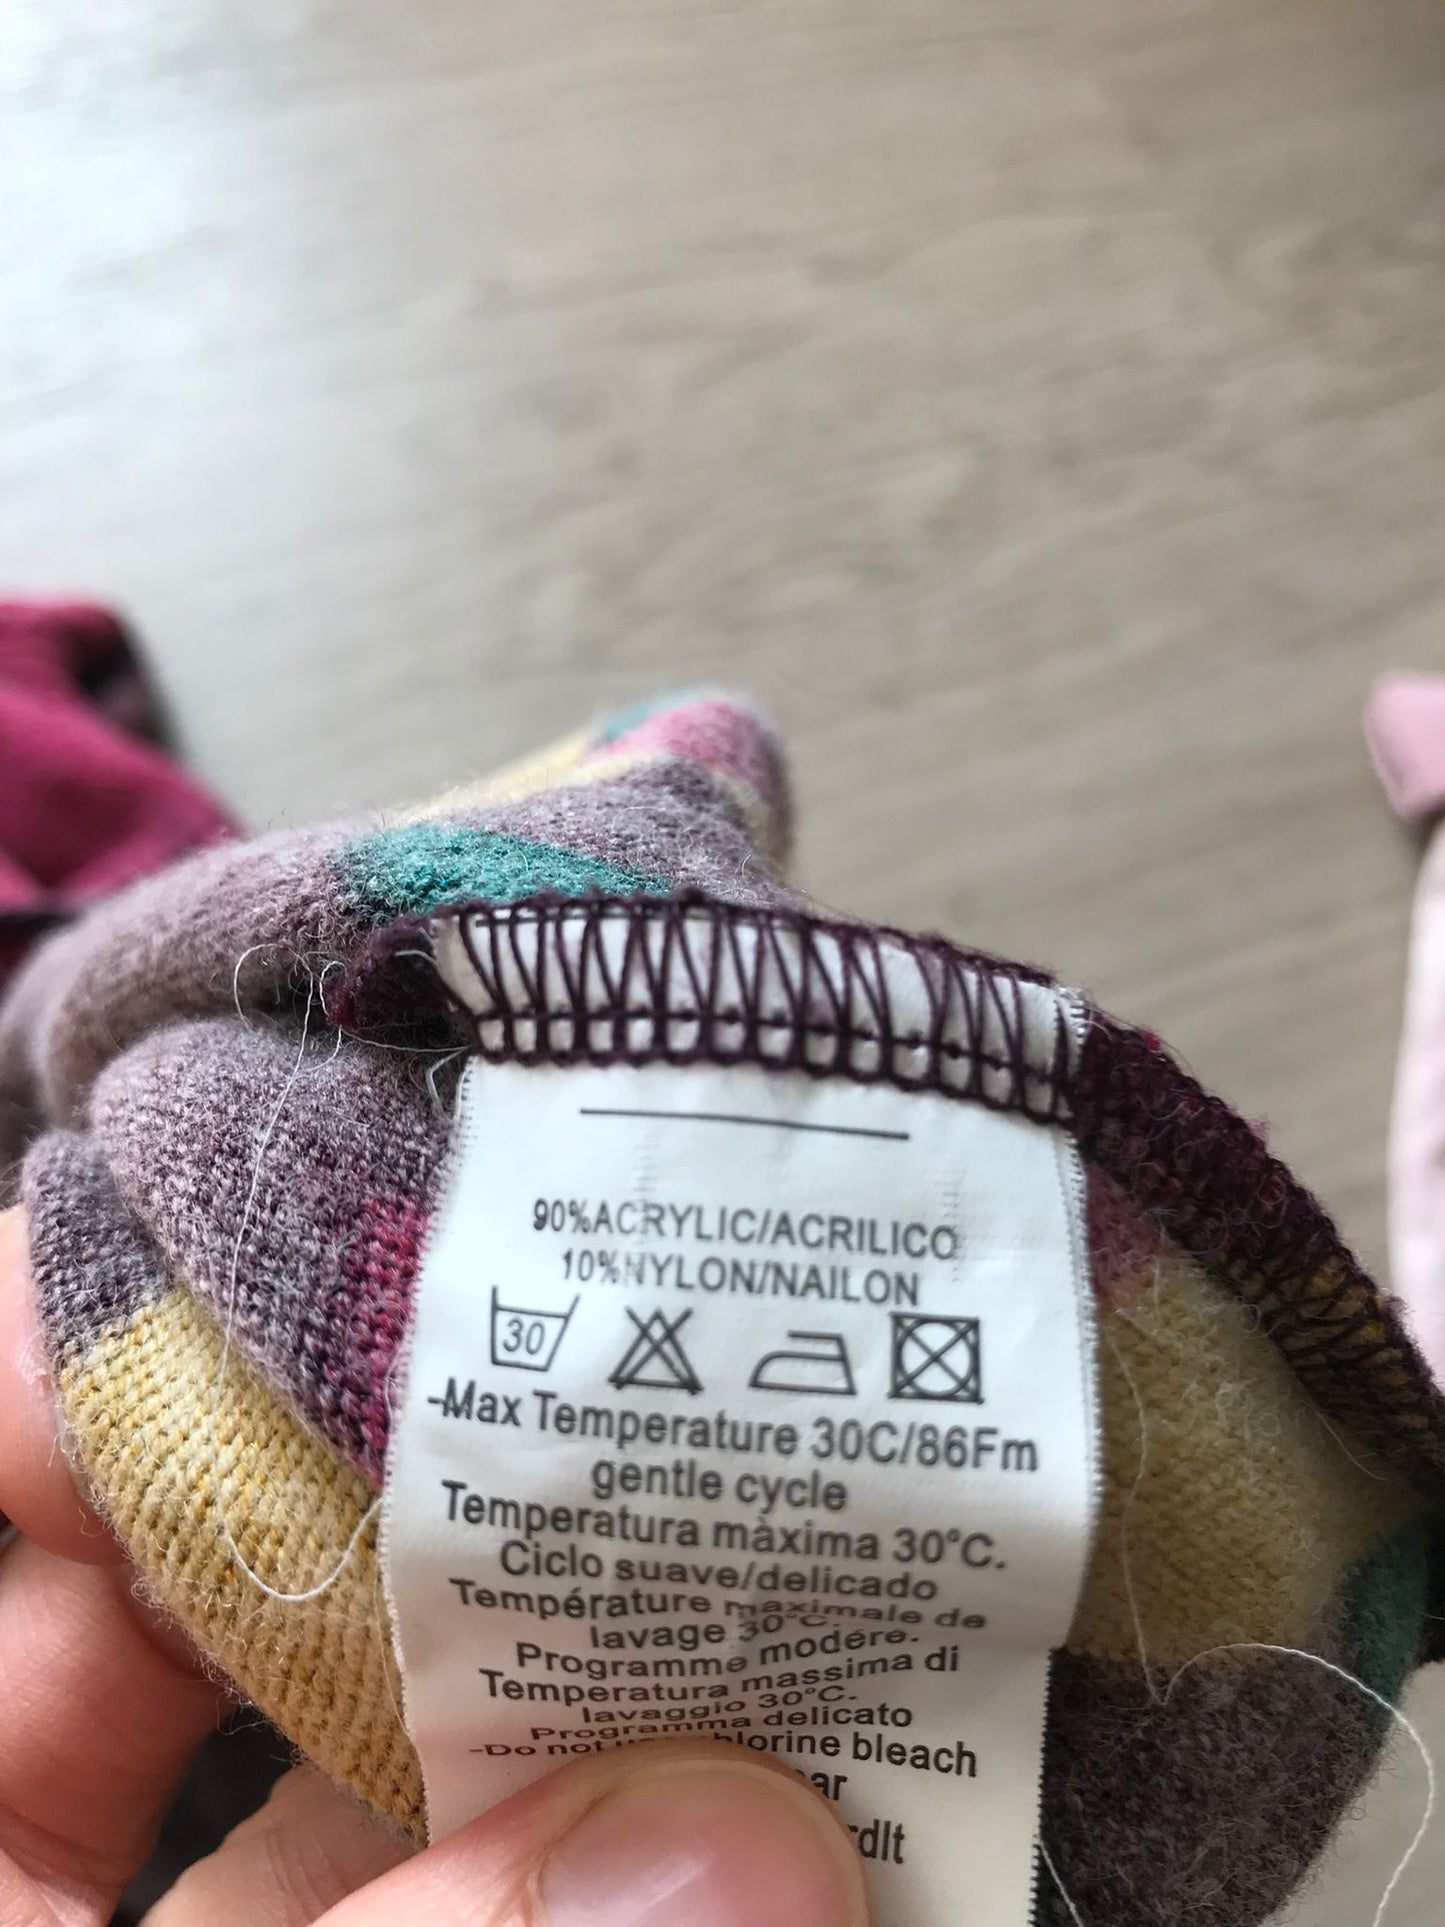 90%ACRYLIC/ACRILICO
10%NYLON/NAILON
30
-Max Temperature 30C/86Fm
gentle cycle
Temperatura màxima 30°C.
Ciclo suave/delicado
Température maximale de
lavage 30°C.
Programme modére.
Temperatura massima di
lavaggio 30°C.
Programma delicato
-Do not chlorine bleach